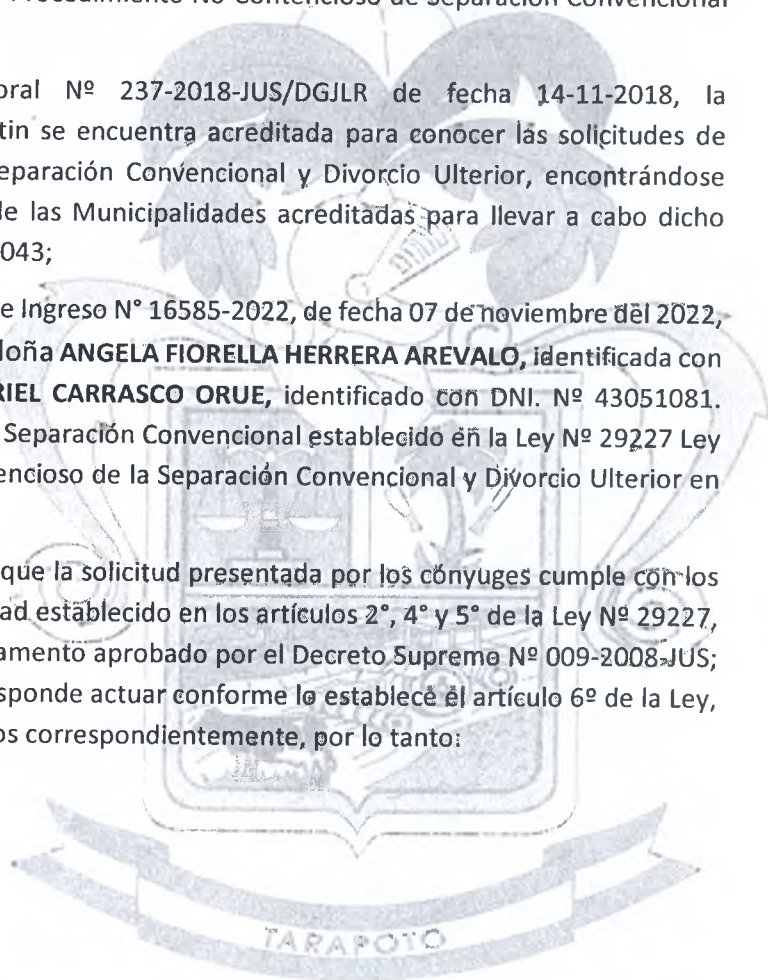 Procedimiento No Contencioso de Separación Convencional
oral Nº 237-2018-JUS/DGJLR de fecha 14-11-2018, la
tin se encuentra acreditada para conocer las solicitudes de
eparación Convencional y Divorcio Ulterior, encontrándose
le las Municipalidades acreditadas para llevar a cabo dicho
043;
e Ingreso N° 16585-2022, de fecha 07 de noviembre del 2022,
loña ANGELA FIORELLA HERRERA AREVALO, identificada con
RIEL CARRASCO ORUE, identificado con DNI. Nº 43051081.
Separación Convencional establecido en la Ley Nº 29227 Ley
encioso de la Separación Convencional y Divorcio Ulterior en
que la solicitud presentada por los cónyuges cumple con los
ad establecido en los artículos 2°, 4° y 5° de la Ley Nº 29227,
amento aprobado por el Decreto Supremo Nº 009-2008-JUS;
sponde actuar conforme lo establece el artículo 6º de la Ley,
os correspondientemente, por lo tanto:
TARAPOTO